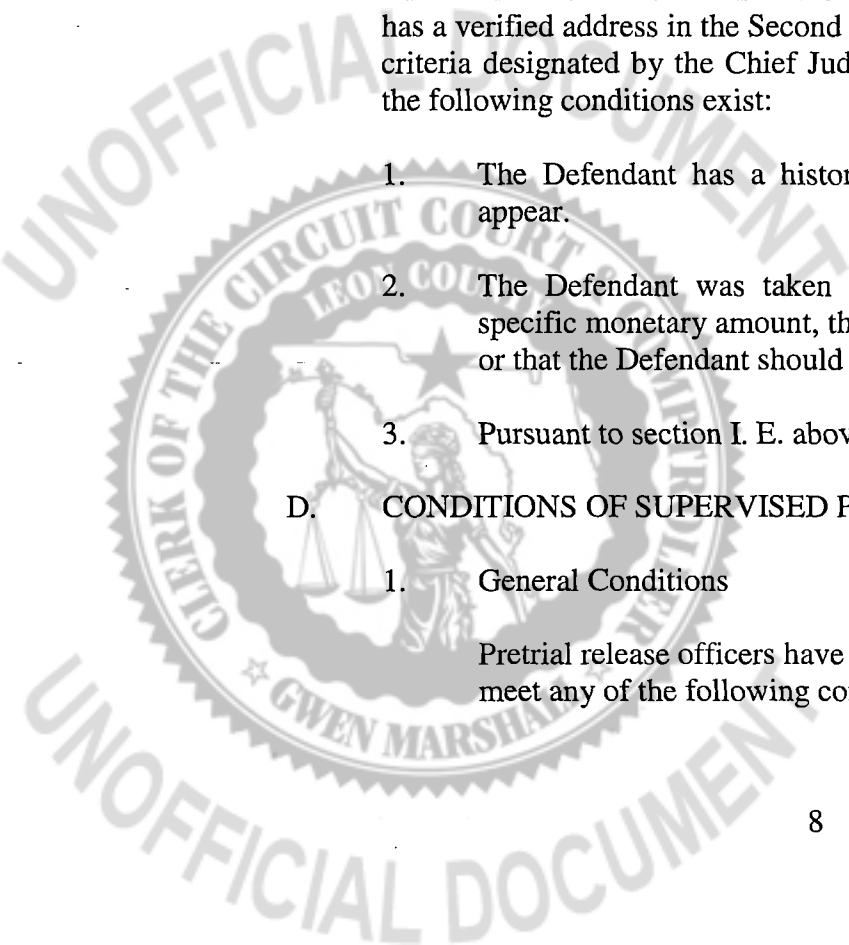 has a verified address in the Second
criteria designated by the Chief Jud
the following conditions exist:
1. The Defendant has a histor
appear.
2. The Defendant was taken
specific monetary amount, th
or that the Defendant should
3. Pursuant to section I. E. abov
D. CONDITIONS OF SUPERVISED P
1. General Conditions
Pretrial release officers have
meet any of the following co
8
UNOFFICIAL DOCUMENT
CLERK OF THE CIRCUIT COURT & COMPTROLLER
LEON COUNTY
GWEN MARSHALL
UNOFFICIAL DOCUMENT